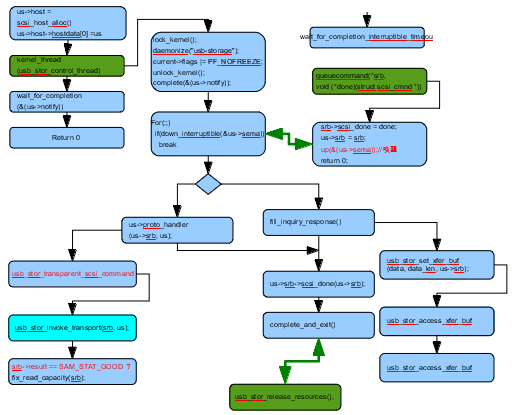 us->host =
scsi_host_alloc()
us->host->hostdata[0] =us
kernel_thread
(usb_stor_control_thread)
wait_for_completion
(&(us->notify))
Return 0
lock_kernel();
daemonize("usb-storage");
current->flags |= PF_NOFREEZE;
unlock_kernel();
complete(&(us->notify));
For(;;)
if(down_interruptible(&us->sema))
break
wait_for_completion_interruptible_timeou
queuecommand(*srb,
void (*done)(struct scsi_cmnd *))
srb->scsi_done = done;
us->srb = srb;
up(&(us->sema));//
return 0;
us->proto_handler
(us->srb, us);
fill_inquiry_response()
usb_stor_transparent_scsi_command
usb_stor_set_xfer_buf
(data, data_len, us->srb);
us->srb->scsi_done(us->srb);
usb_stor_invoke_transport(srb, us);
complete_and_exit()
usb_stor_access_xfer_buf
srb->result == SAM_STAT_GOOD ?
fix_read_capacity(srb);
usb_stor_access_xfer_buf
usb_stor_release_resources(),